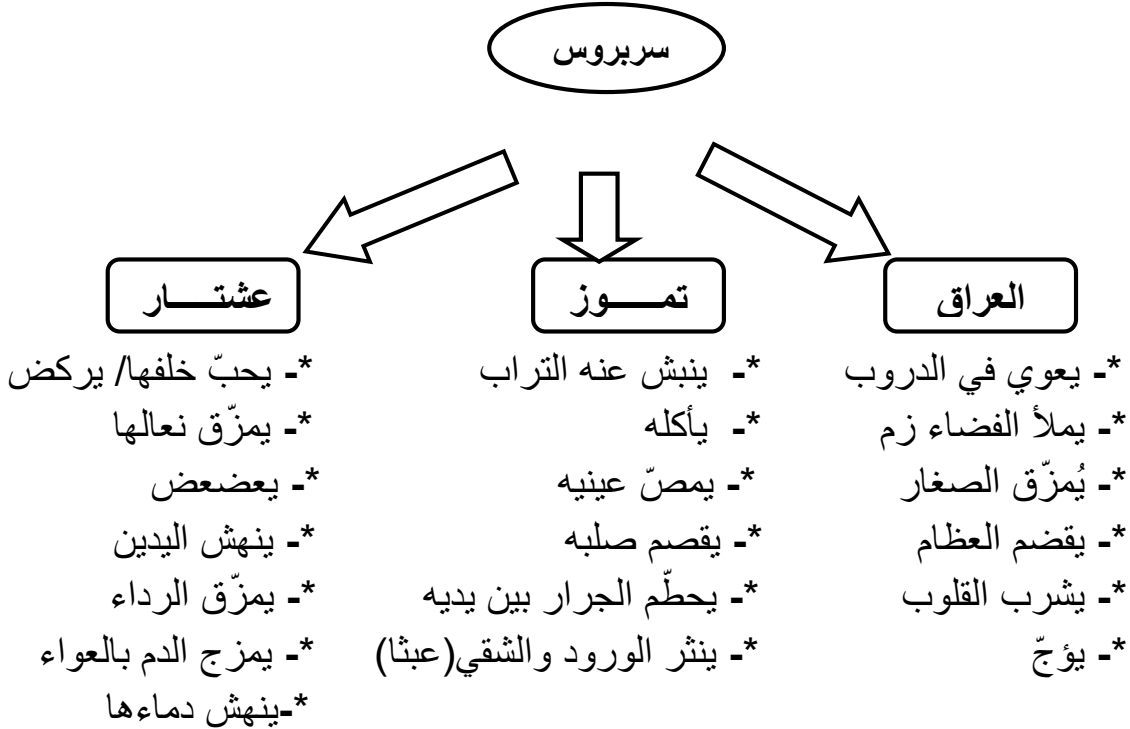 سربروس
العراق
*- يعوي في الدروب
*- يملأ الفضاء زم
*- يُمزّق الصغار
*- يقضم العظام
*- يشرب القلوب
*- يؤجّ
تمـــــوز
*- ينبش عنه التراب
*- يأكله
*- يمصّ عينيه
*- يقصم صلبه
*- يحطّم الجرار بين يديه
*- ينثر الورود والشقي(عبثا)
عشتـــــار
*- يحبّ خلفها/ يركض
*- يمزّق نعالها
*- يعضعض
*- ينهش اليدين
*- يمزّق الرداء
*- يمزج الدم بالعواء
*-ينهش دماءها